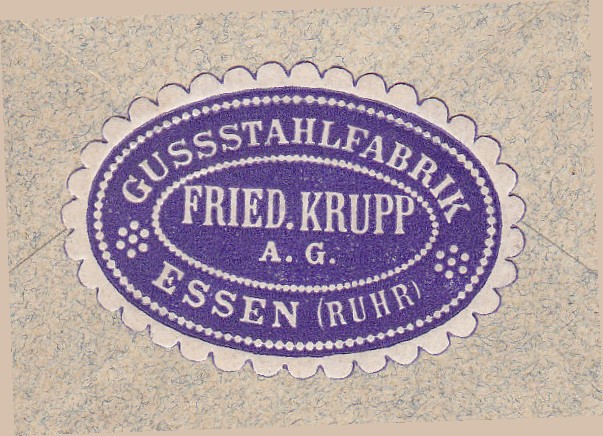 GUSSSTAHLFABRIK
FRIED. KRUPP
A. G.
ESSEN (RUHR)